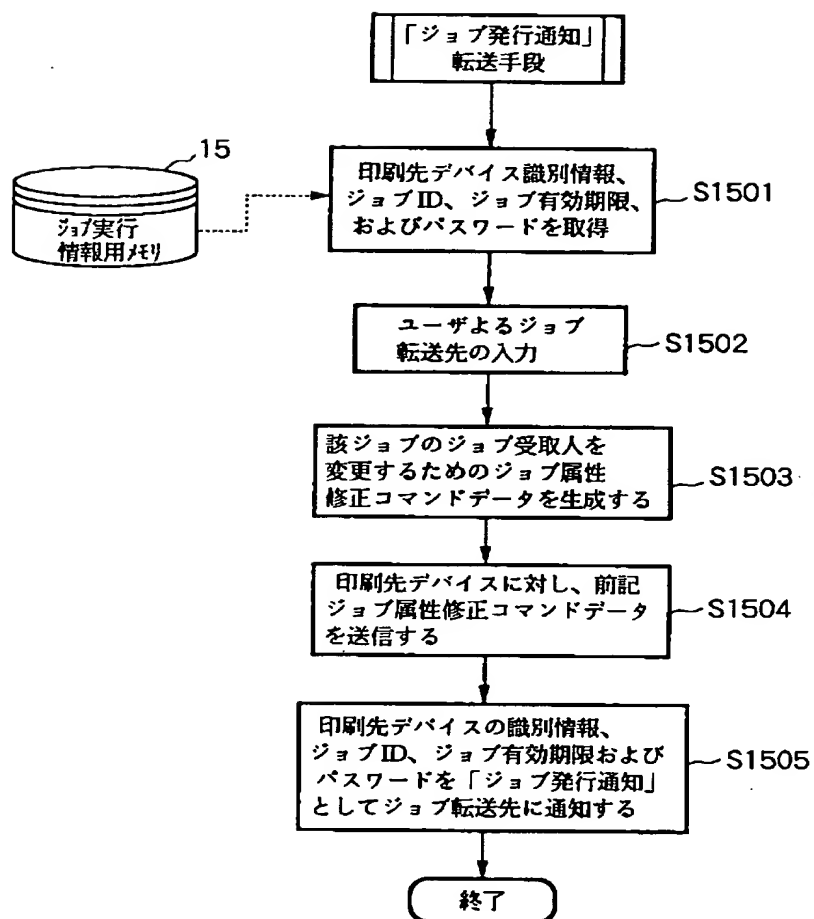 「ジョブ発行通知」
転送手段
15
ジョブ実行
情報用メモリ
印刷先デバイス識別情報、
ジョブID、ジョブ有効期限、
およびパスワードを取得
S1501
ユーザよるジョブ
転送先の入力
S1502
該ジョブのジョブ受取人を
変更するためのジョブ属性
修正コマンドデータを生成する
S1503
印刷先デバイスに対し、前記
ジョブ属性修正コマンドデータ
を送信する
S1504
印刷先デバイスの識別情報、
ジョブID、ジョブ有効期限および
パスワードを「ジョブ発行通知」
としてジョブ転送先に通知する
S1505
終了